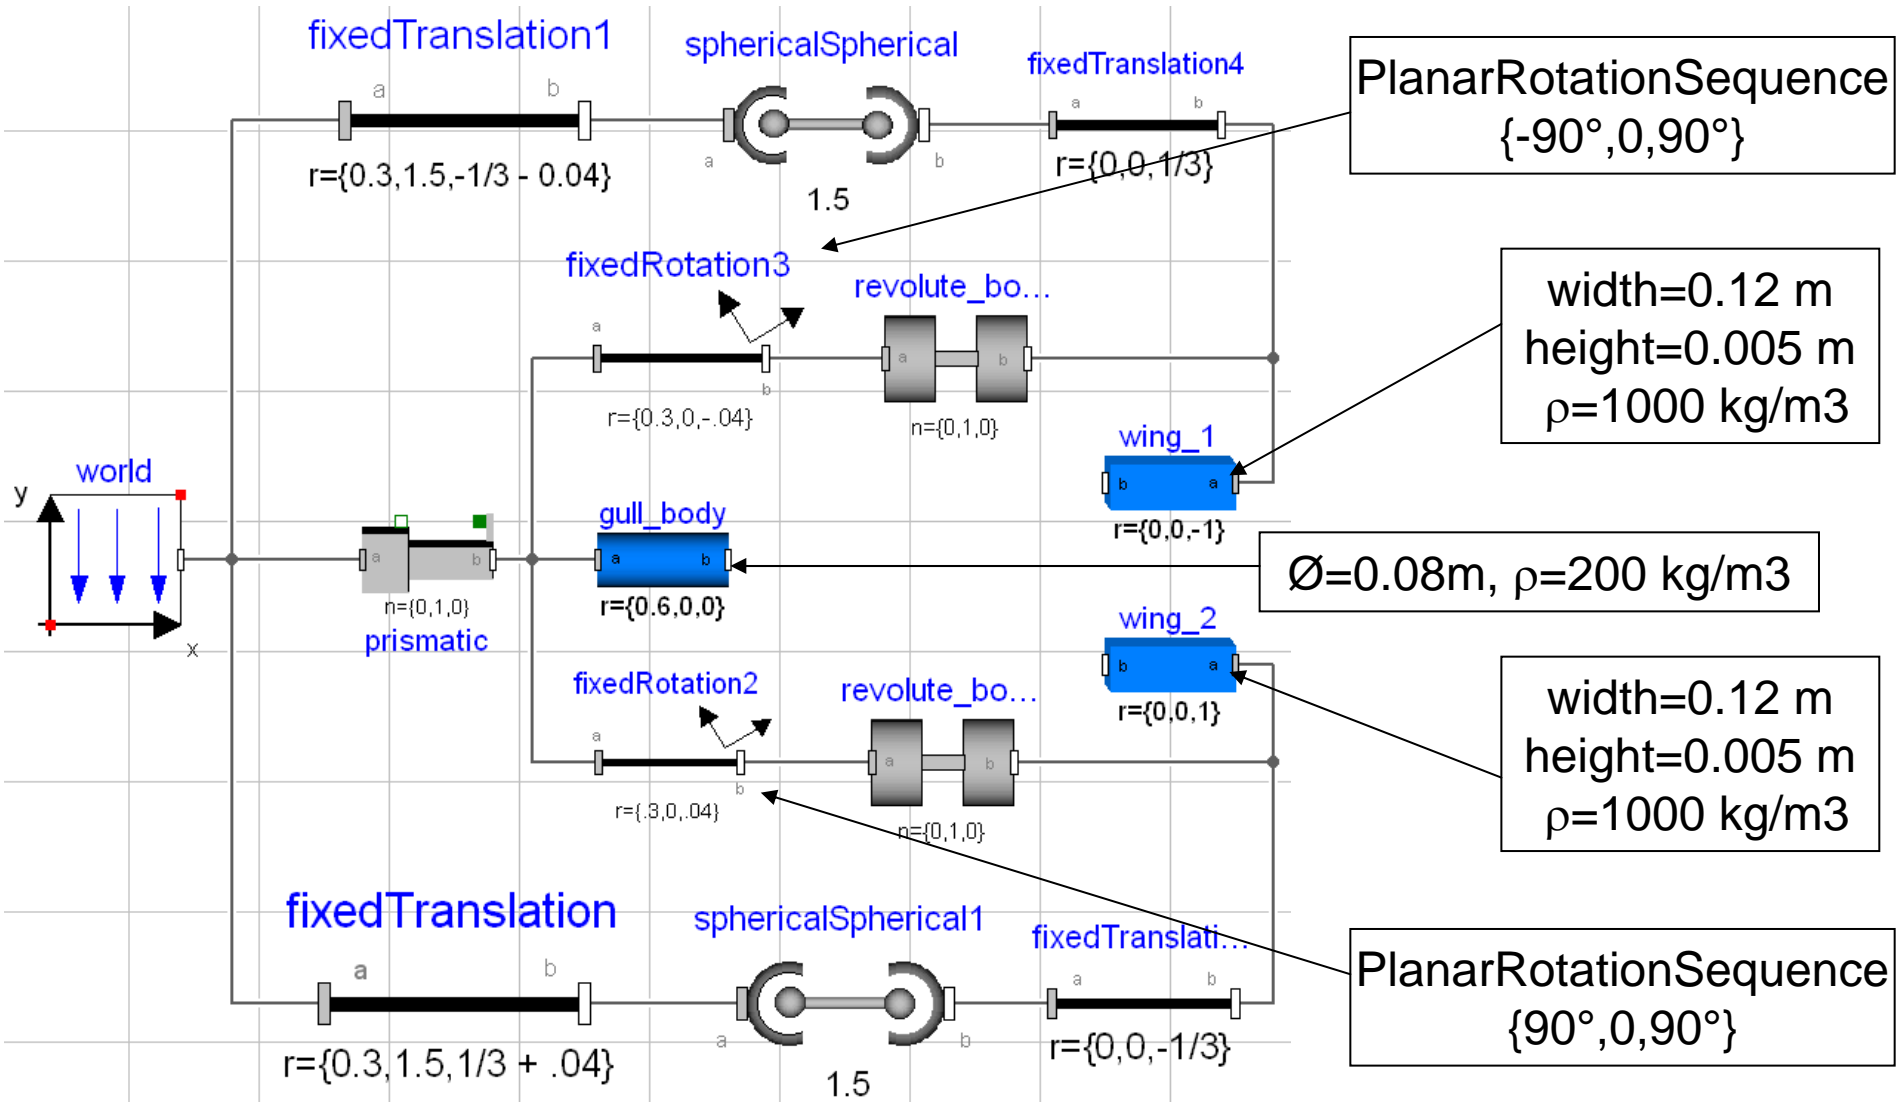 fixedTranslation1
a
b
r={0.3,1.5,-1/3 - 0.04}
sphericalSpherical
a
b
1.5
fixedTranslation4
a
b
r={0,0,1/3}
PlanarRotationSequence
{-90°,0,90°}
fixedRotation3
a
b
r={0.3,0,-.04}
revolute_bo...
a
b
n={0,1,0}
width=0.12 m
height=0.005 m
ρ=1000 kg/m3
wing_1
b
a
r={0,0,-1}
world
y
x
a
b
n={0,1,0}
prismatic
gull_body
a
b
r={0.6,0,0}
Ø=0.08m, ρ=200 kg/m3
wing_2
b
a
r={0,0,1}
width=0.12 m
height=0.005 m
ρ=1000 kg/m3
fixedRotation2
a
b
r={.3,0,.04}
revolute_bo...
a
b
n={0,1,0}
fixedTranslation
a
b
r={0.3,1.5,1/3 + .04}
sphericalSpherical1
a
b
1.5
fixedTranslati...
a
b
r={0,0,-1/3}
PlanarRotationSequence
{90°,0,90°}